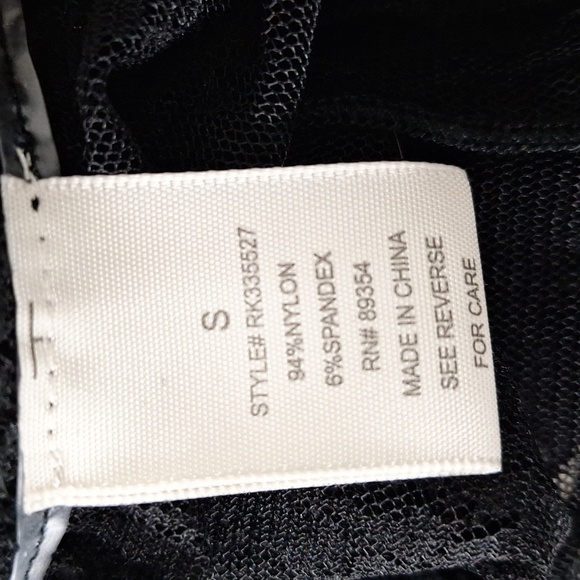 S
STYLE# RK335527
94%NYLON
6%SPANDEX
RN# 89354
MADE IN CHINA
SEE REVERSE
FOR CARE